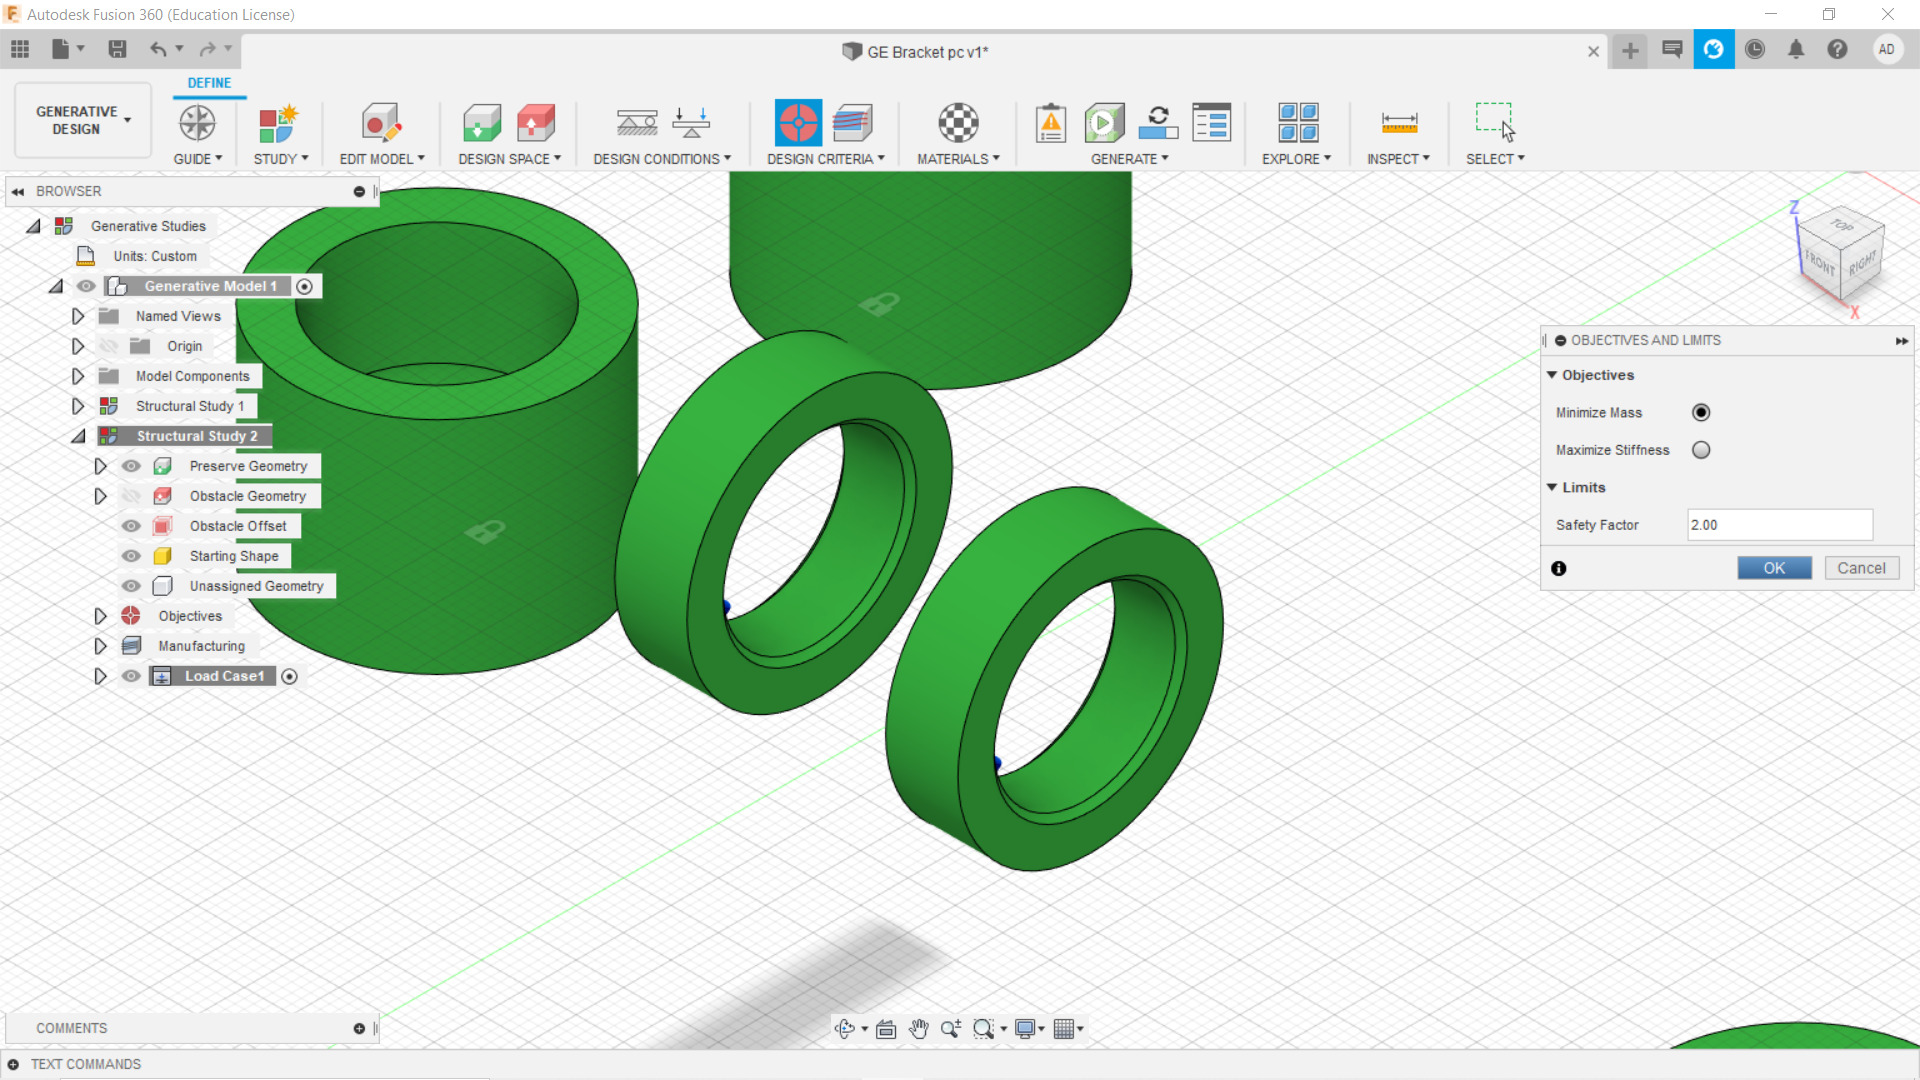 Autodesk Fusion 360 (Education License)
GE Bracket pc v1*
AD
GENERATIVE DESIGN
DEFINE
GUIDE
STUDY
EDIT MODEL
DESIGN SPACE
DESIGN CONDITIONS
DESIGN CRITERIA
MATERIALS
GENERATE
EXPLORE
INSPECT
SELECT
BROWSER
Generative Studies
Units: Custom
Generative Model 1
Named Views
Origin
Model Components
Structural Study 1
Structural Study 2
Preserve Geometry
Obstacle Geometry
Obstacle Offset
Starting Shape
Unassigned Geometry
Objectives
Manufacturing
Load Case1
Z
TOP
FRONT
RIGHT
X
OBJECTIVES AND LIMITS
Objectives
Minimize Mass
Maximize Stiffness
Limits
Safety Factor 2.00
OK Cancel
COMMENTS
TEXT COMMANDS